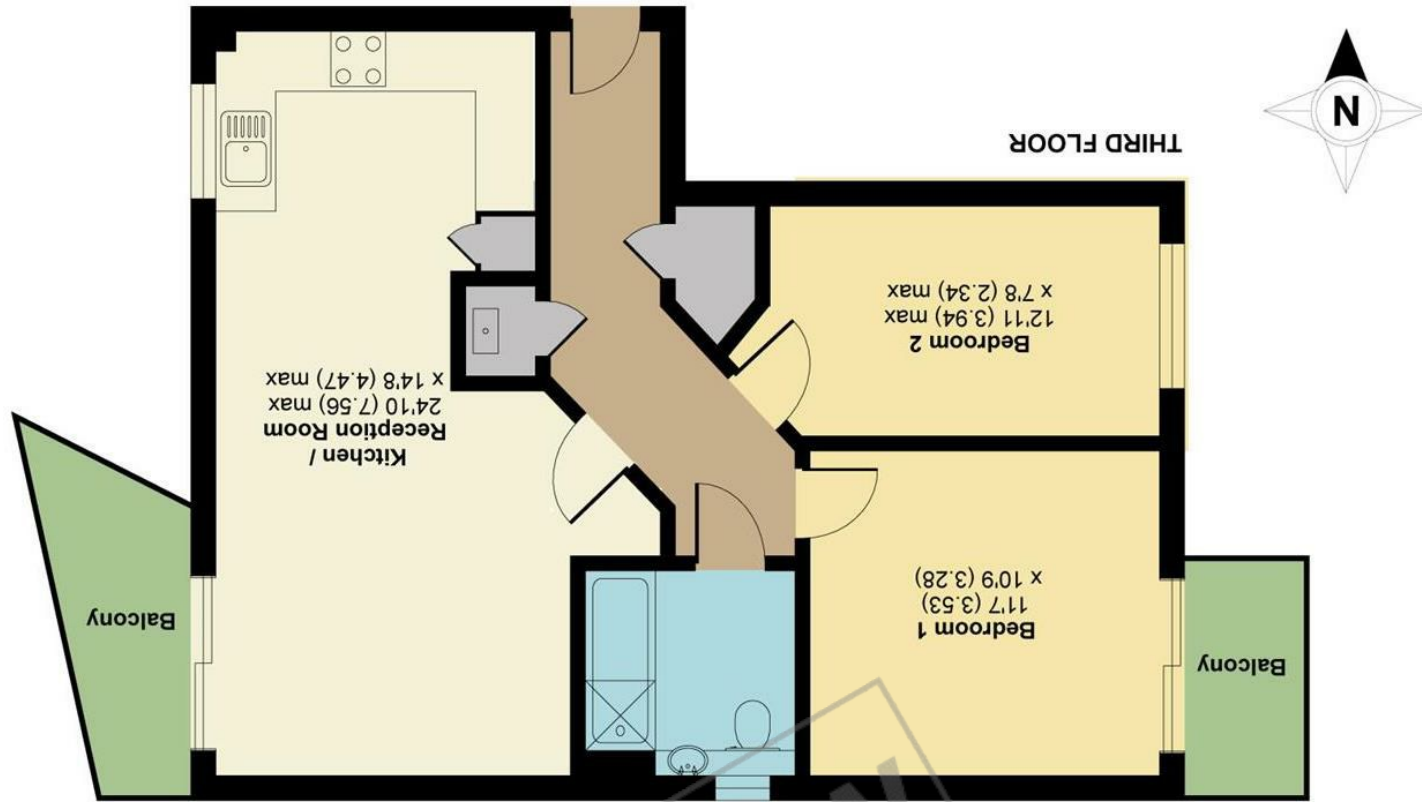 N
THIRD FLOOR
Bedroom 2
12'11 (3.94) max
x 7'8 (2.34) max
Kitchen /
Reception Room
24'10 (7.56) max
x 14'8 (4.47) max
Bedroom 1
11'7 (3.53)
x 10'9 (3.28)
Balcony
Balcony